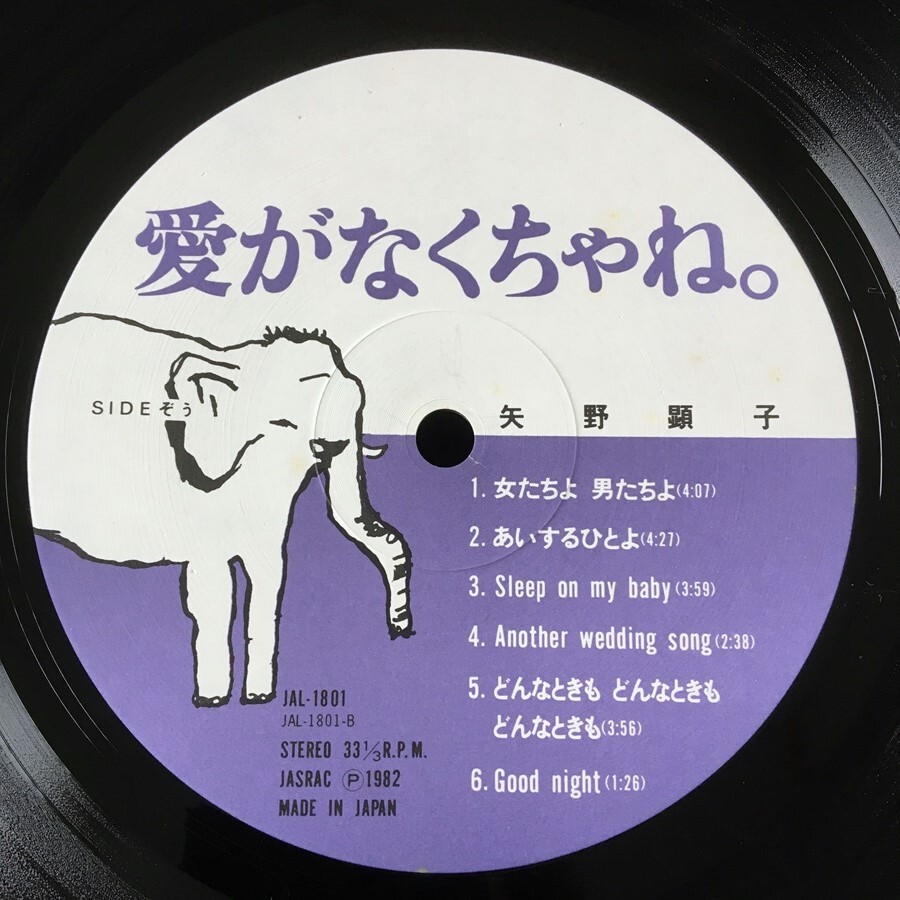 愛がなくちゃね。
SIDEぞう
矢野顕子
1. 女たちよ 男たちよ(4:07)
2. あいするひとよ(4:27)
3. Sleep on my baby(3:59)
4. Another wedding song(2:38)
5. どんなときも どんなときも
どんなときも(3:56)
6. Good night(1:26)
JAL-1801
JAL-1801-B
STEREO 33⅓R.P.M.
JASRAC Ⓟ1982
MADE IN JAPAN